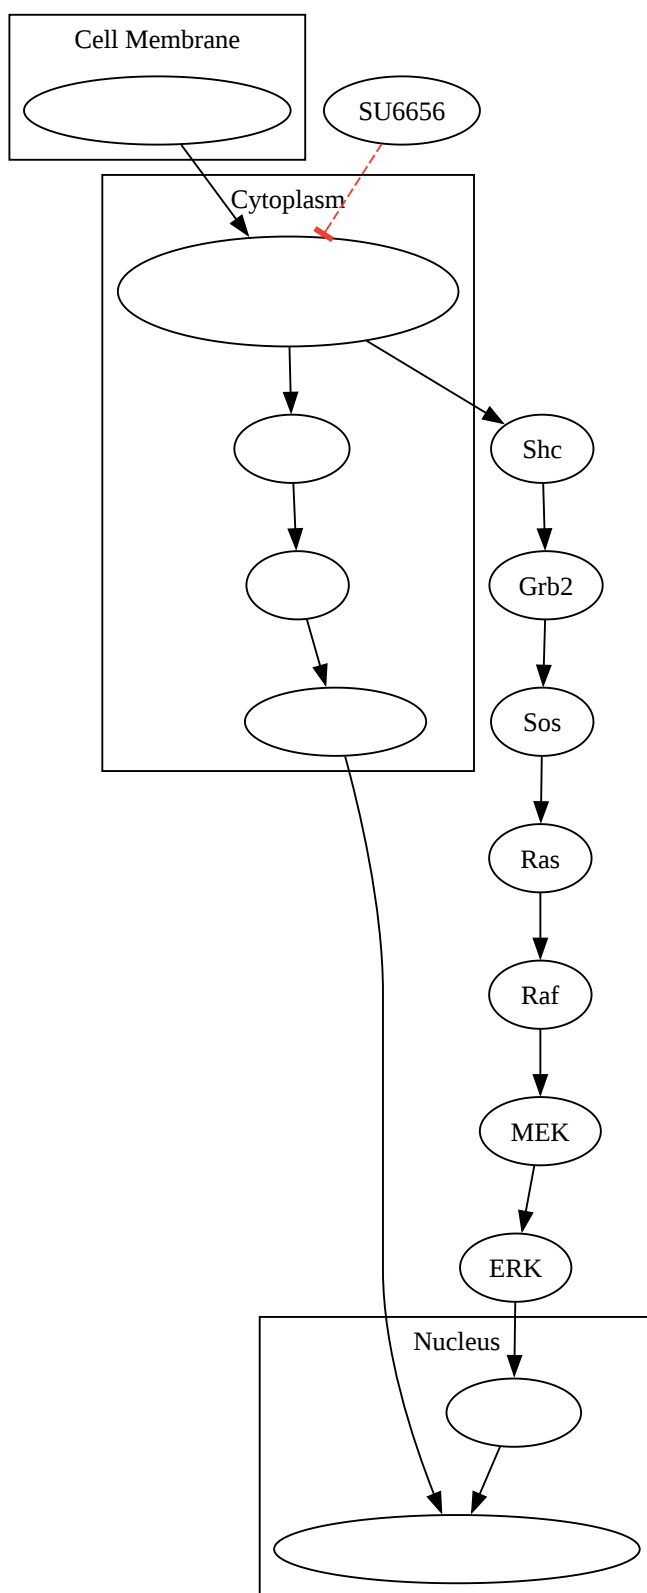 Cell Membrane
SU6656
Cytoplasm
Shc
Grb2
Sos
Ras
Raf
MEK
ERK
Nucleus